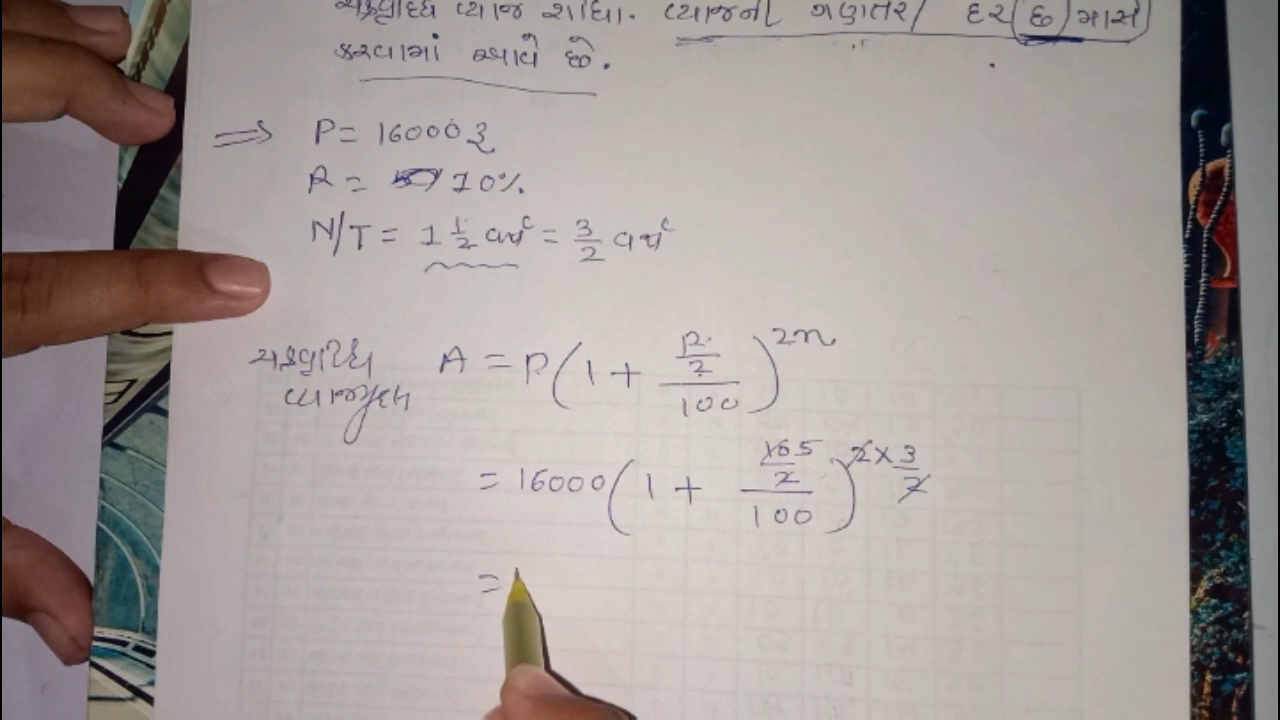 ચક્રવૃદ્ધિ વ્યાજ શોધો. વ્યાજની ગણતરી દર છ માસે
કરવામાં આવે છે.
⇒ P = 16000 રૂ
R = 10%
N/T = 1 1/2 વર્ષ = 3/2 વર્ષ
ચક્રવૃદ્ધિ વ્યાજમુદ્દલ A = P(1 + (R/2)/100)^2n
= 16000(1 + (10/2)/100)^2×3/2
=